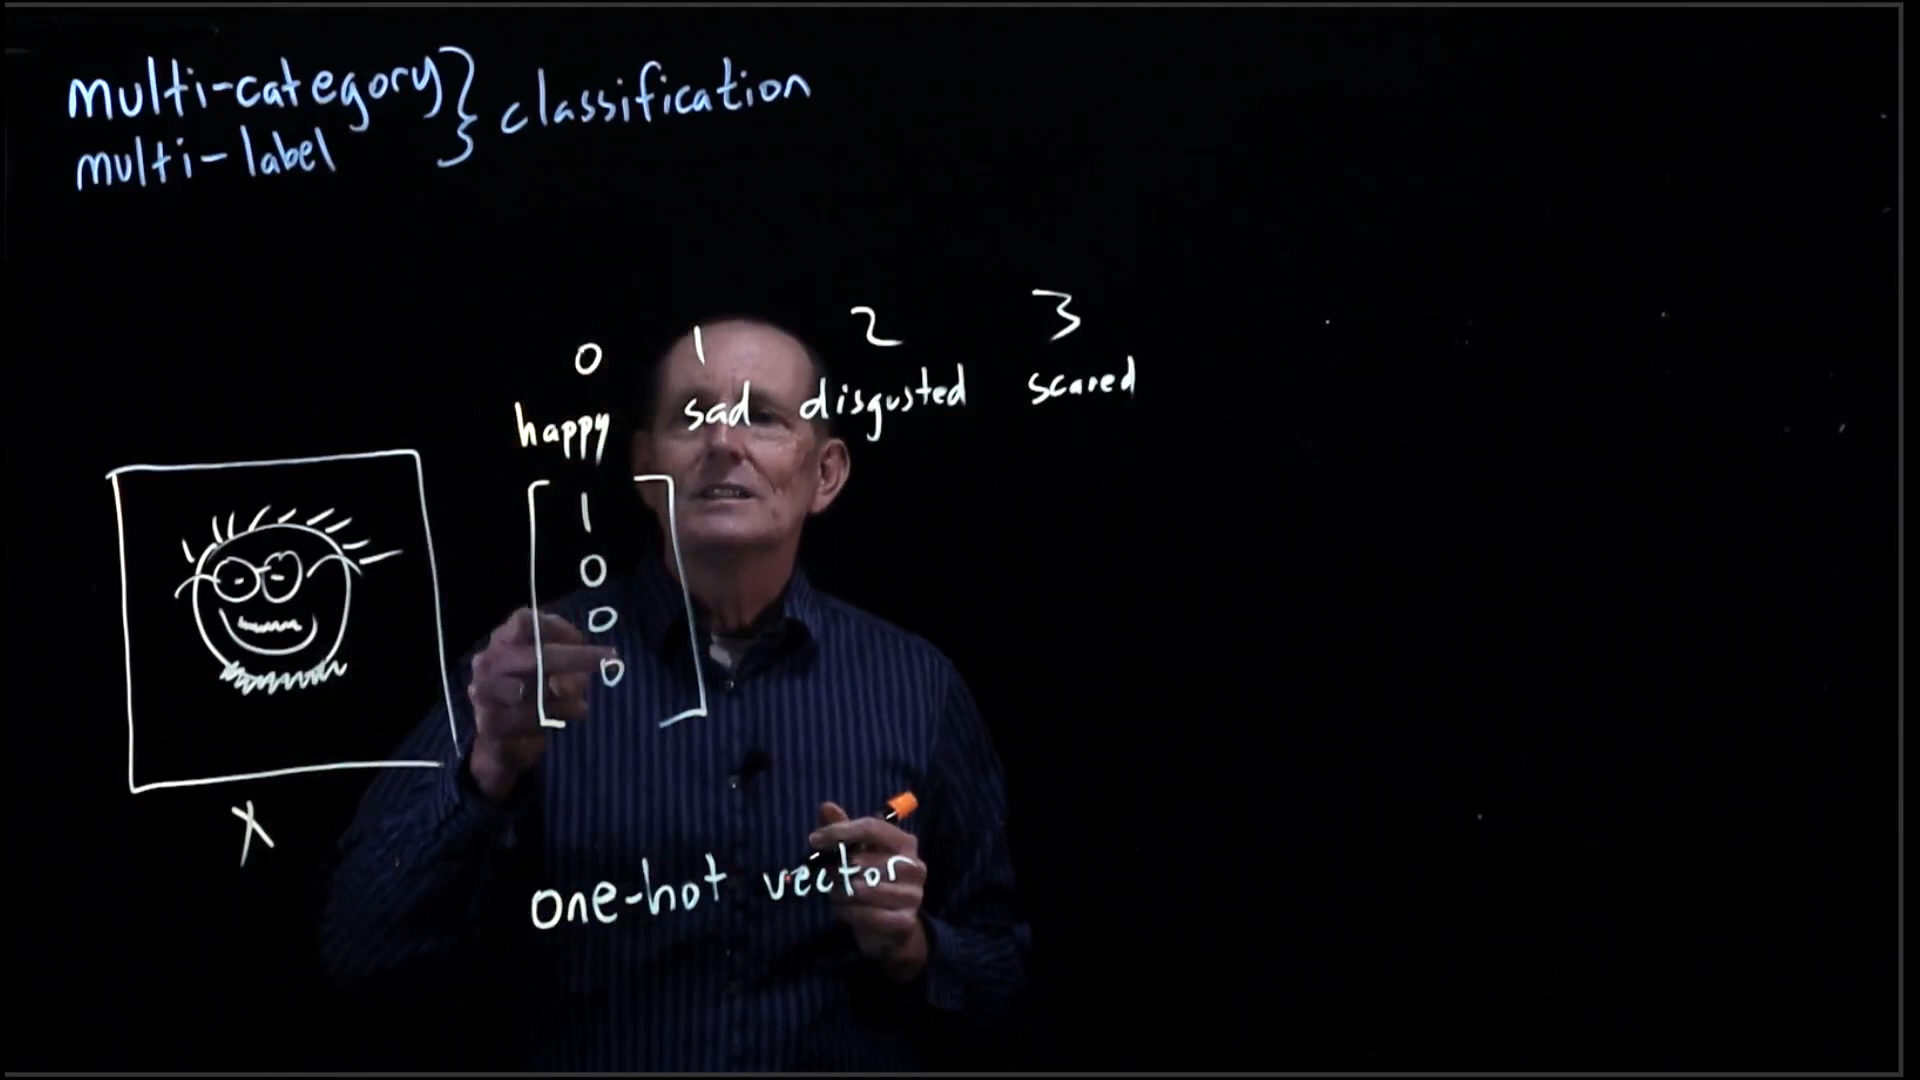 multi-category } classification
multi-label
0 1 2 3
happy sad disgusted scared
1
0
0
0
X
one-hot vector